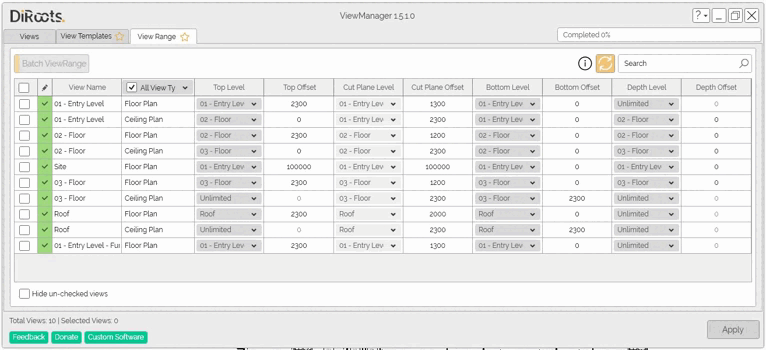 DiRoots. ViewManager 1.5.1.0
Views View Templates View Range Completed 0%
Batch ViewRange Search
View Name All View Ty Top Level Top Offset Cut Plane Level Cut Plane Offset Bottom Level Bottom Offset Depth Level Depth Offset
01 - Entry Level Floor Plan 01 - Entry Lev 2300 01 - Entry Lev 1300 01 - Entry Lev 0 Unlimited 0
01 - Entry Level Ceiling Plan 02 - Floor 0 01 - Entry Lev 2300 02 - Floor 0 02 - Floor 0
02 - Floor Floor Plan 02 - Floor 2300 02 - Floor 1200 02 - Floor 0 02 - Floor 0
02 - Floor Ceiling Plan 03 - Floor 0 02 - Floor 2300 03 - Floor 0 03 - Floor 0
Site Floor Plan 01 - Entry Lev 100000 01 - Entry Lev 100000 01 - Entry Lev 0 01 - Entry Lev 0
03 - Floor Floor Plan 03 - Floor 2300 03 - Floor 1200 03 - Floor 0 03 - Floor 0
03 - Floor Ceiling Plan Unlimited 0 03 - Floor 2300 03 - Floor 2300 Unlimited 0
Roof Floor Plan Roof 2300 Roof 2000 Roof 0 Unlimited 0
Roof Ceiling Plan Unlimited 0 Roof 2300 Roof 2300 Unlimited 0
01 - Entry Level - Fur Floor Plan 01 - Entry Lev 2300 01 - Entry Lev 1300 01 - Entry Lev 0 Unlimited 0
Hide un-checked views
Total Views: 10 | Selected Views: 0
Feedback Donate Custom Software Apply